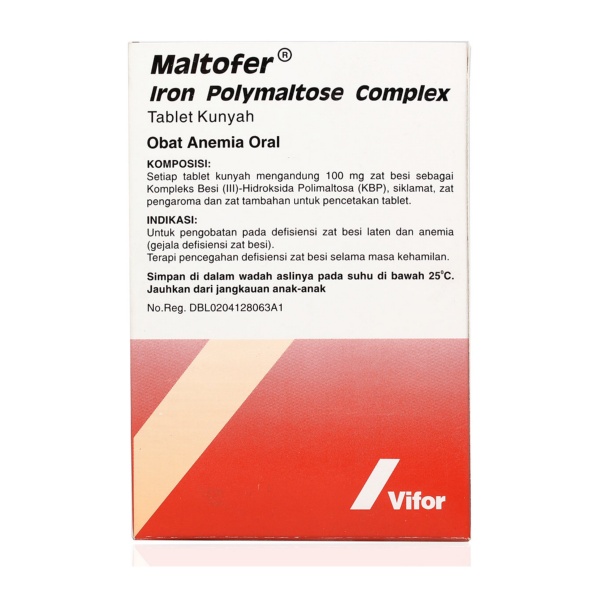 Maltofer®
Iron Polymaltose Complex
Tablet Kunyah
Obat Anemia Oral
KOMPOSISI:
Setiap tablet kunyah mengandung 100 mg zat besi sebagai
Kompleks Besi (III)-Hidroksida Polimaltosa (KBP), siklamat, zat
pengaroma dan zat tambahan untuk pencetakan tablet.
INDIKASI:
Untuk pengobatan pada defisiensi zat besi laten dan anemia
(gejala defisiensi zat besi).
Terapi pencegahan defisiensi zat besi selama masa kehamilan.
Simpan di dalam wadah aslinya pada suhu di bawah 25°C.
Jauhkan dari jangkauan anak-anak
No.Reg. DBL0204128063A1
Vifor